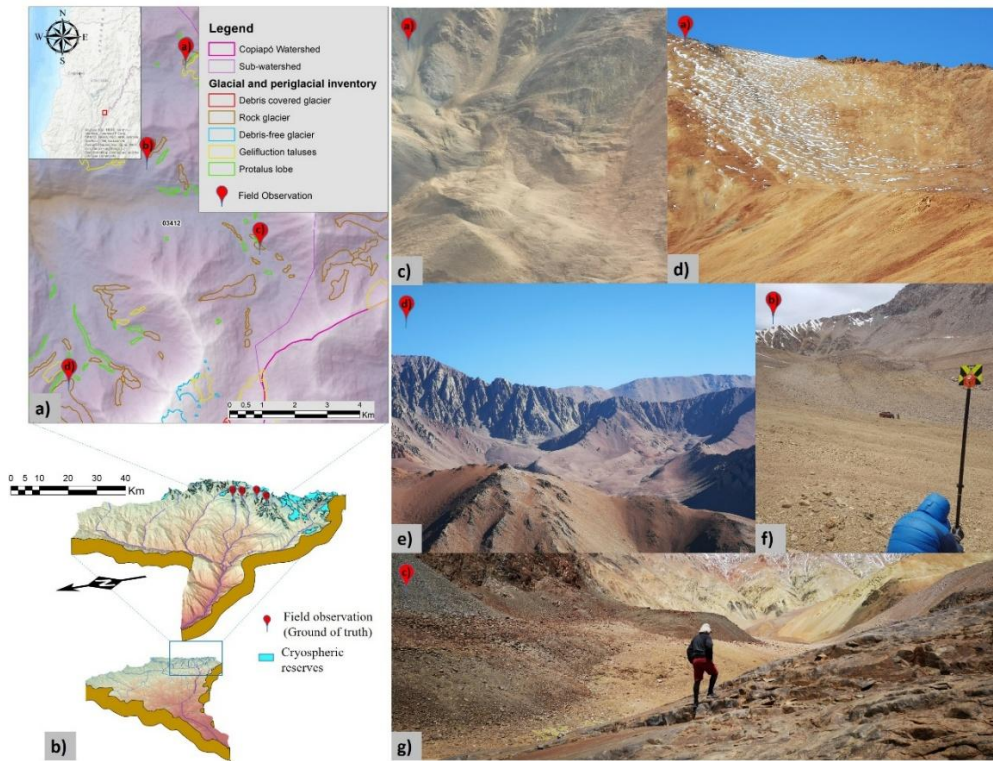 N
W E
S
a)
b)
c)
d)
03412
Legend
Copiapó Watershed
Sub-watershed
Glacial and periglacial inventory
Debris covered glacier
Rock glacier
Debris-free glacier
Gelifluction taluses
Protalus lobe
Field Observation
0 0.5 1 2 3 4
Km
a)
0 5 10 20 30 40
Km
N
Field observation
(Ground of truth)
Cryospheric
reserves
b)
a)
c)
a)
d)
d)
e)
b)
f)
c)
g)